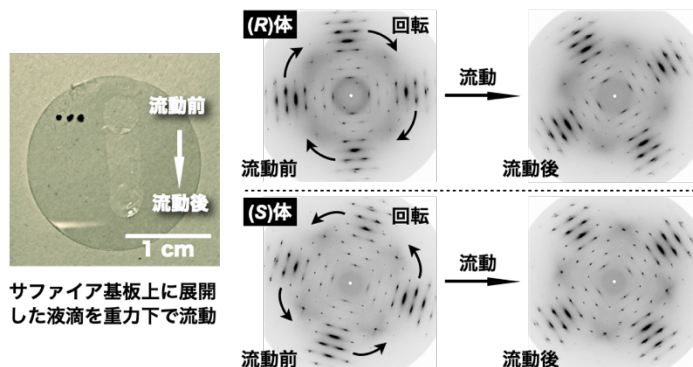 流動前
流動後
1 cm
サファイア基板上に展開
した液滴を重力下で流動
(R)体
回転
流動
流動前
流動後
(S)体
回転
流動
流動前
流動後